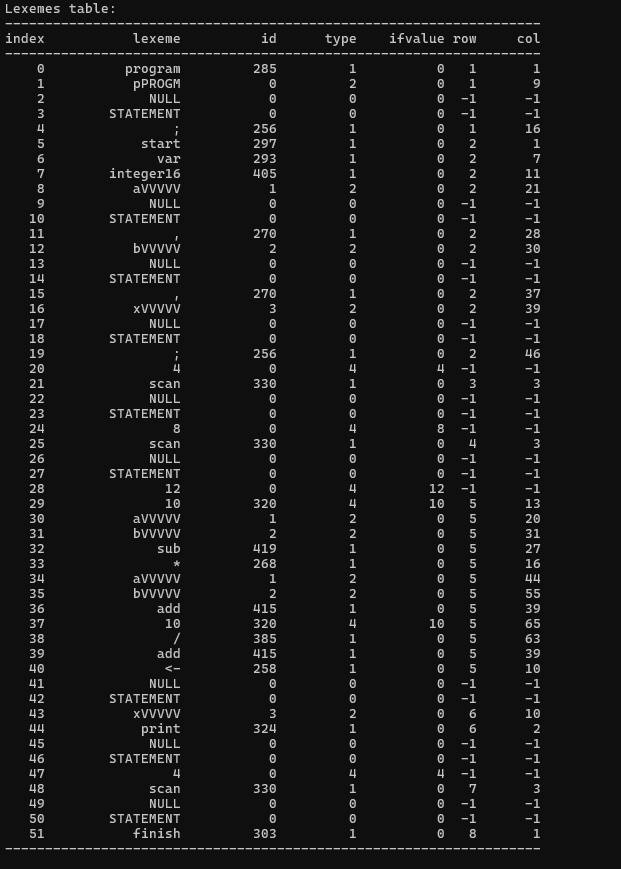 Lexemes table:
-------------------------------------------------------------------
index           lexeme          id      type    ifvalue row     col
-------------------------------------------------------------------
    0          program         285         1          0   1       1
    1           pPROGM           0         2          0   1       9
    2             NULL           0         0          0  -1      -1
    3        STATEMENT           0         0          0  -1      -1
    4                ;         256         1          0   1      16
    5            start         297         1          0   2       1
    6              var         293         1          0   2       7
    7        integer16         405         1          0   2      11
    8           aVVVVV           1         2          0   2      21
    9             NULL           0         0          0  -1      -1
   10        STATEMENT           0         0          0  -1      -1
   11                ,         270         1          0   2      28
   12           bVVVVV           2         2          0   2      30
   13             NULL           0         0          0  -1      -1
   14        STATEMENT           0         0          0  -1      -1
   15                ,         270         1          0   2      37
   16           xVVVVV           3         2          0   2      39
   17             NULL           0         0          0  -1      -1
   18        STATEMENT           0         0          0  -1      -1
   19                ;         256         1          0   2      46
   20                4           0         4          4  -1      -1
   21             scan         330         1          0   3       3
   22             NULL           0         0          0  -1      -1
   23        STATEMENT           0         0          0  -1      -1
   24                8           0         4          8  -1      -1
   25             scan         330         1          0   4       3
   26             NULL           0         0          0  -1      -1
   27        STATEMENT           0         0          0  -1      -1
   28               12           0         4         12  -1      -1
   29               10         320         4         10   5      13
   30           aVVVVV           1         2          0   5      20
   31           bVVVVV           2         2          0   5      31
   32              sub         419         1          0   5      27
   33                *         268         1          0   5      16
   34           aVVVVV           1         2          0   5      44
   35           bVVVVV           2         2          0   5      55
   36              add         415         1          0   5      39
   37               10         320         4         10   5      65
   38                /         385         1          0   5      63
   39              add         415         1          0   5      39
   40               <-         258         1          0   5      10
   41             NULL           0         0          0  -1      -1
   42        STATEMENT           0         0          0  -1      -1
   43           xVVVVV           3         2          0   6      10
   44            print         324         1          0   6       2
   45             NULL           0         0          0  -1      -1
   46        STATEMENT           0         0          0  -1      -1
   47                4           0         4          4  -1      -1
   48             scan         330         1          0   7       3
   49             NULL           0         0          0  -1      -1
   50        STATEMENT           0         0          0  -1      -1
   51           finish         303         1          0   8       1
-------------------------------------------------------------------